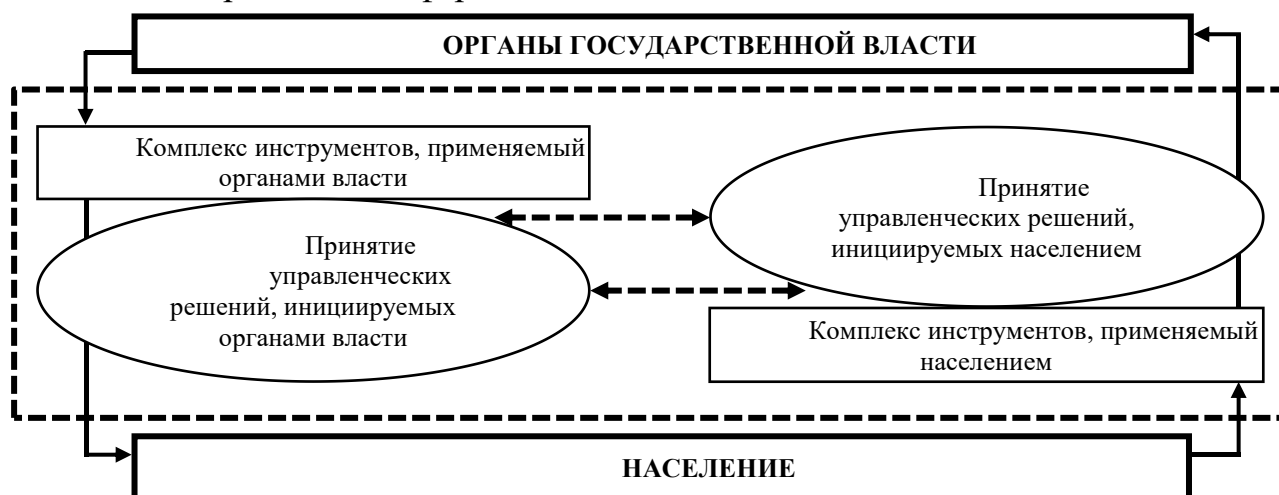 ОРГАНЫ ГОСУДАРСТВЕННОЙ ВЛАСТИ
Комплекс инструментов, применяемый
органами власти
Принятие
управленческих решений,
инициируемых населением
Принятие
управленческих
решений, инициируемых
органами власти
Комплекс инструментов, применяемый
населением
НАСЕЛЕНИЕ